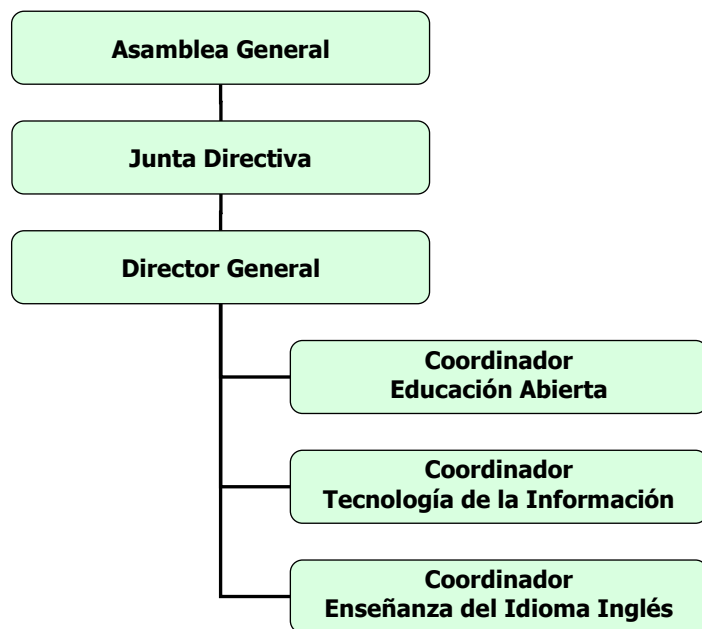 Asamblea General
Junta Directiva
Director General
Coordinador
Educación Abierta
Coordinador
Tecnología de la Información
Coordinador
Enseñanza del Idioma Inglés